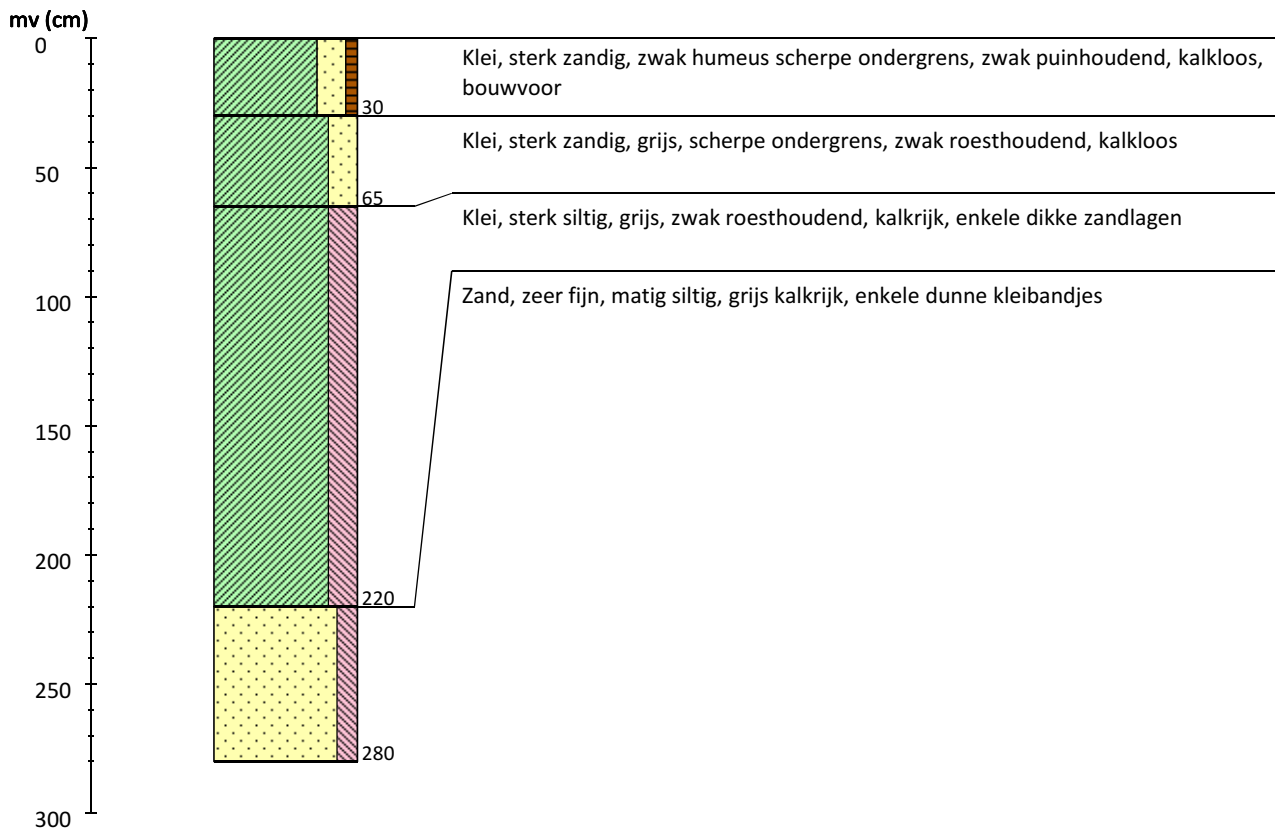 mv (cm)
0
Klei, sterk zandig, zwak humeus scherpe ondergrens, zwak puinhoudend, kalkloos,
bouwvoor
30
Klei, sterk zandig, grijs, scherpe ondergrens, zwak roesthoudend, kalkloos
50
65
Klei, sterk siltig, grijs, zwak roesthoudend, kalkrijk, enkele dikke zandlagen
100
Zand, zeer fijn, matig siltig, grijs kalkrijk, enkele dunne kleibandjes
150
200
220
250
280
300